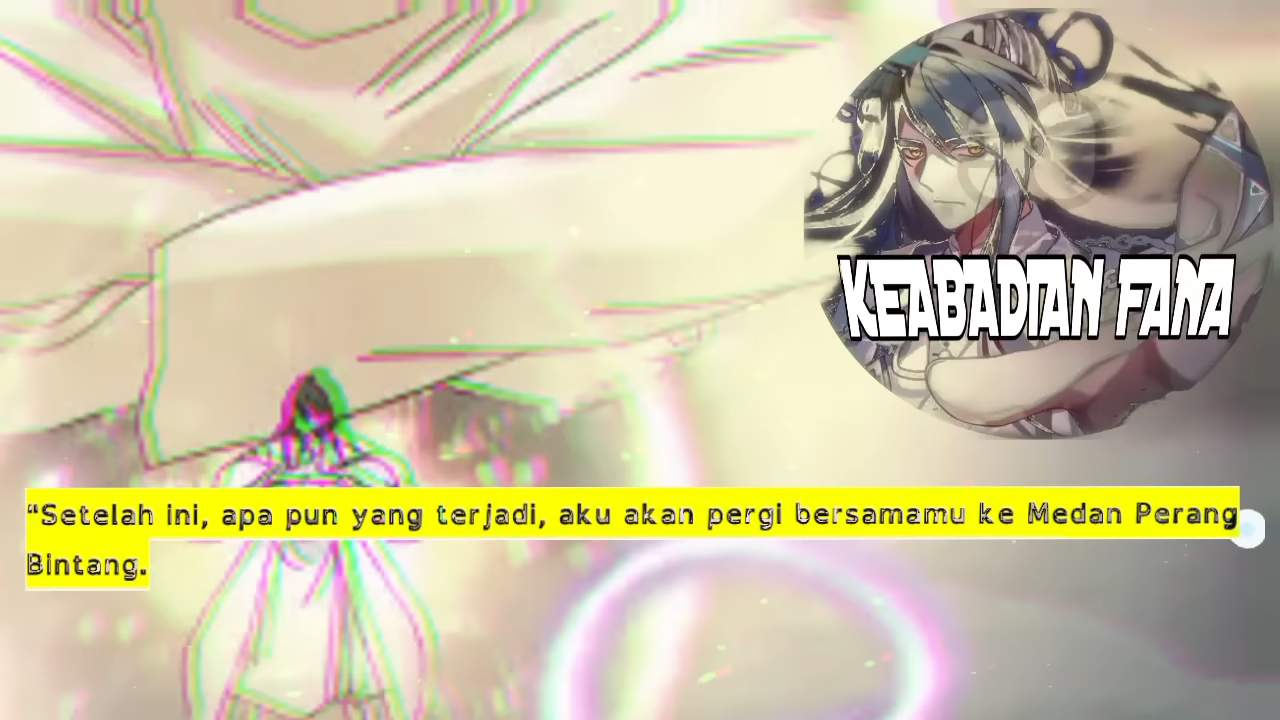 KEABADIAN FANA
“Setelah ini, apa pun yang terjadi, aku akan pergi bersamamu ke Medan Perang
Bintang.